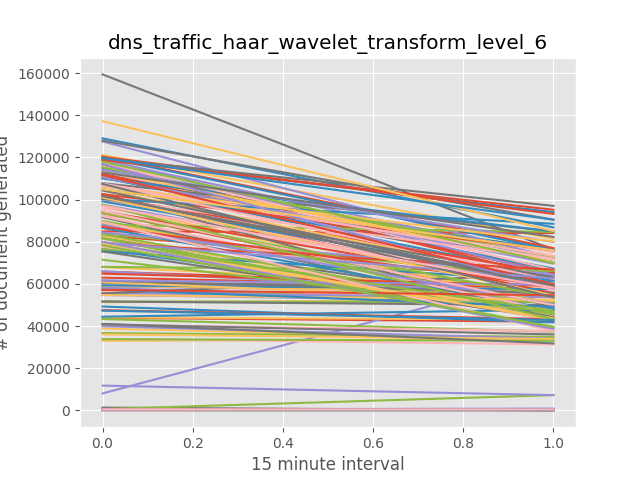 dns_traffic_haar_wavelet_transform_level_6
160000
140000
120000
100000
80000
60000
40000
20000
0
# of document generated
0.0 0.2 0.4 0.6 0.8 1.0
15 minute interval